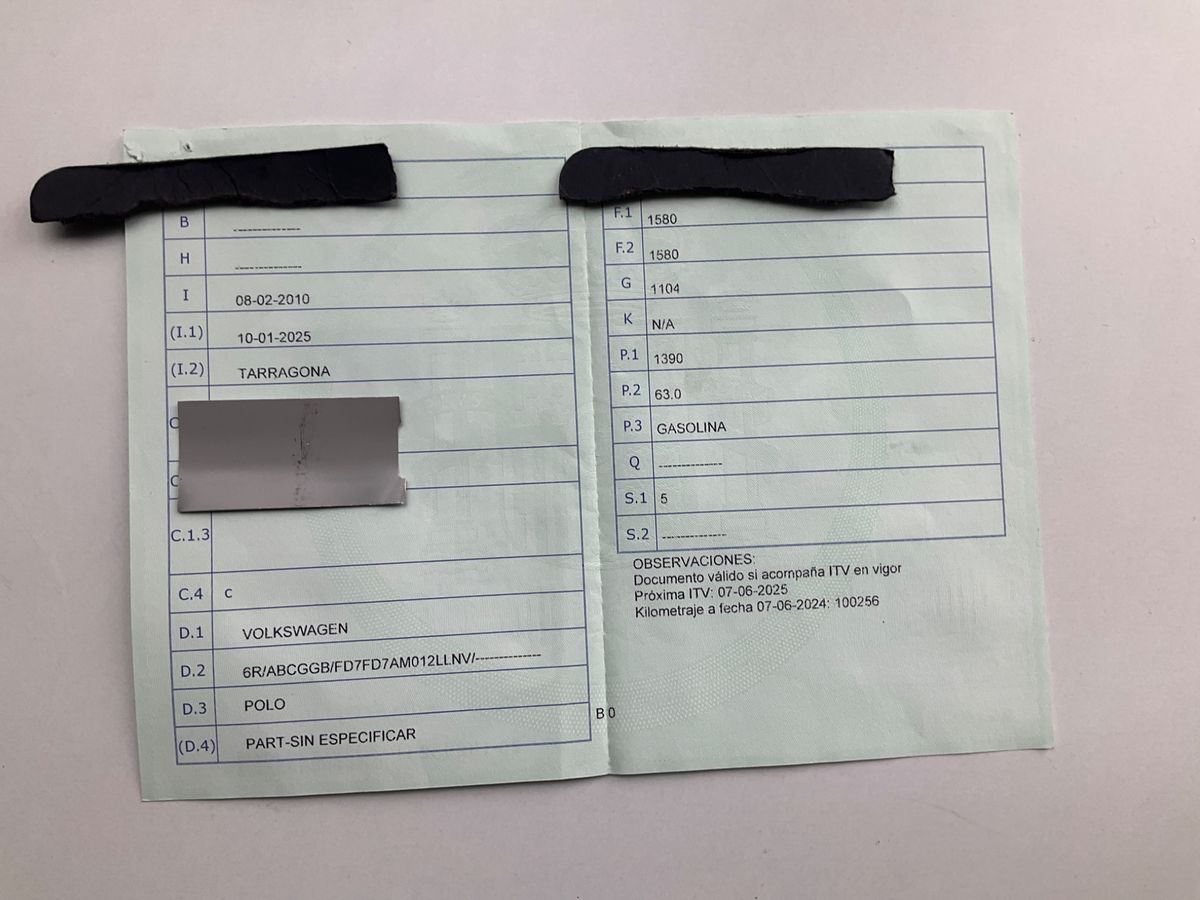 B -------------
H -------------
I 08-02-2010
(I.1) 10-01-2025
(I.2) TARRAGONA
C
C
C.1.3
C.4 c
D.1 VOLKSWAGEN
D.2 6R/ABCGGB/FD7FD7AM012LLNV/-------------
D.3 POLO
(D.4) PART-SIN ESPECIFICAR
B 0
F.1 1580
F.2 1580
G 1104
K N/A
P.1 1390
P.2 63.0
P.3 GASOLINA
Q -------------
S.1 5
S.2 -------------
OBSERVACIONES:
Documento válido si acompaña ITV en vigor
Próxima ITV: 07-06-2025
Kilometraje a fecha 07-06-2024: 100256